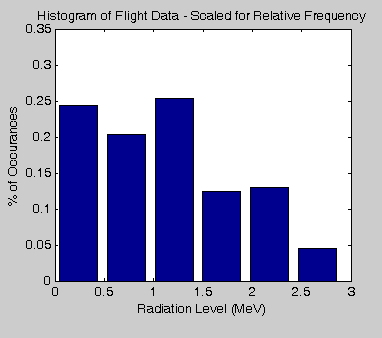 Histogram of Flight Data - Scaled for Relative Frequency
0.35
0.3
0.25
0.2
0.15
0.1
0.05
0
% of Occurances
0 0.5 1 1.5 2 2.5 3
Radiation Level (MeV)